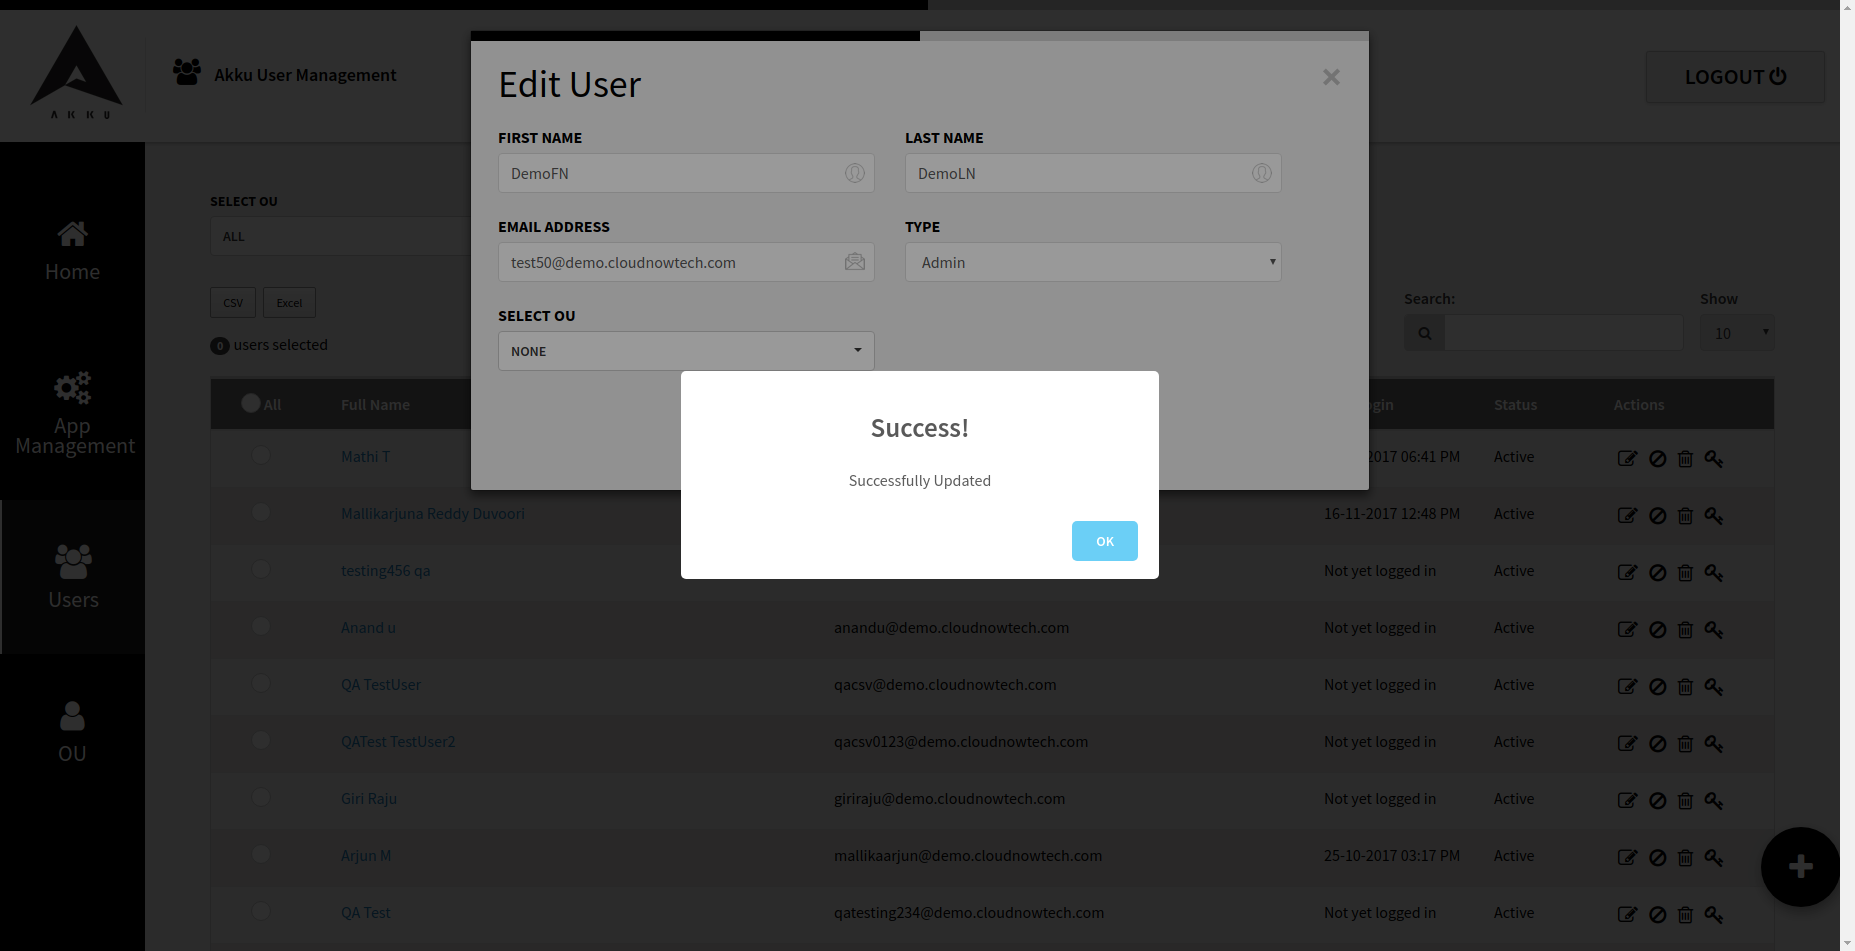 AKKU
Akku User Management
LOGOUT
Edit User
×
FIRST NAME
LAST NAME
DemoFN
DemoLN
EMAIL ADDRESS
TYPE
test50@demo.cloudnowtech.com
Admin
SELECT OU
NONE
Home
App
Management
Users
OU
SELECT OU
ALL
CSV
Excel
0 users selected
Search:
Show
10
All
Full Name
gin
Status
Actions
Mathi T
2017 06:41 PM
Active
Mallikarjuna Reddy Duvoori
16-11-2017 12:48 PM
Active
testing456 qa
Not yet logged in
Active
Anand u
anandu@demo.cloudnowtech.com
Not yet logged in
Active
QA TestUser
qacsv@demo.cloudnowtech.com
Not yet logged in
Active
QATest TestUser2
qacsv0123@demo.cloudnowtech.com
Not yet logged in
Active
Giri Raju
giriraju@demo.cloudnowtech.com
Not yet logged in
Active
Arjun M
mallikaarjun@demo.cloudnowtech.com
25-10-2017 03:17 PM
Active
QA Test
qatesting234@demo.cloudnowtech.com
Not yet logged in
Active
Success!
Successfully Updated
OK